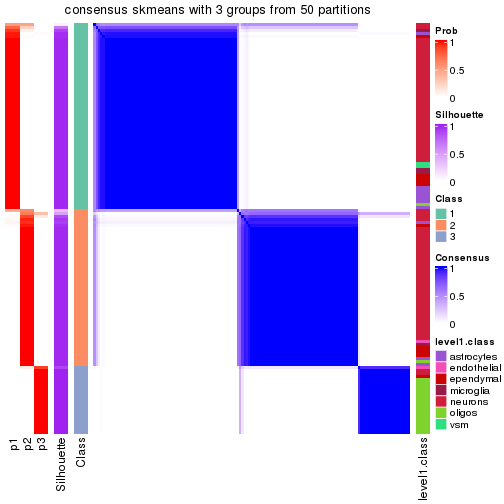 consensus skmeans with 3 groups from 50 partitions
Prob
1
0.5
0
Silhouette
1
0.5
0
Class
1
2
3
Consensus
1
0.5
0
level1.class
astrocytes
endothelial
ependymal
microglia
neurons
oligos
vsm
p1
p2
p3
Silhouette
Class
level1.class